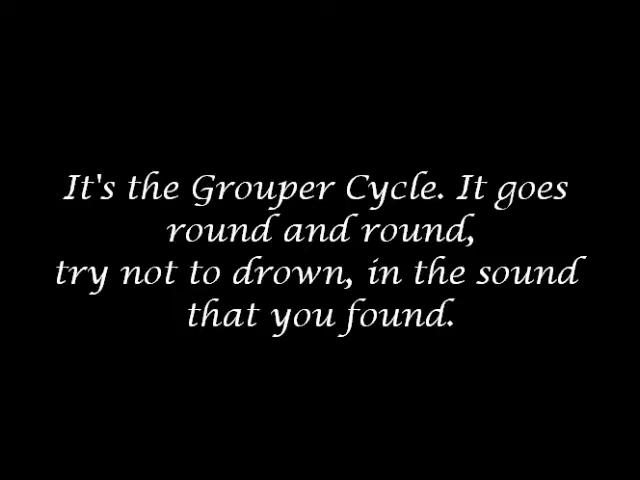 It's the Grouper Cycle. It goes
round and round,
try not to drown, in the sound
that you found.